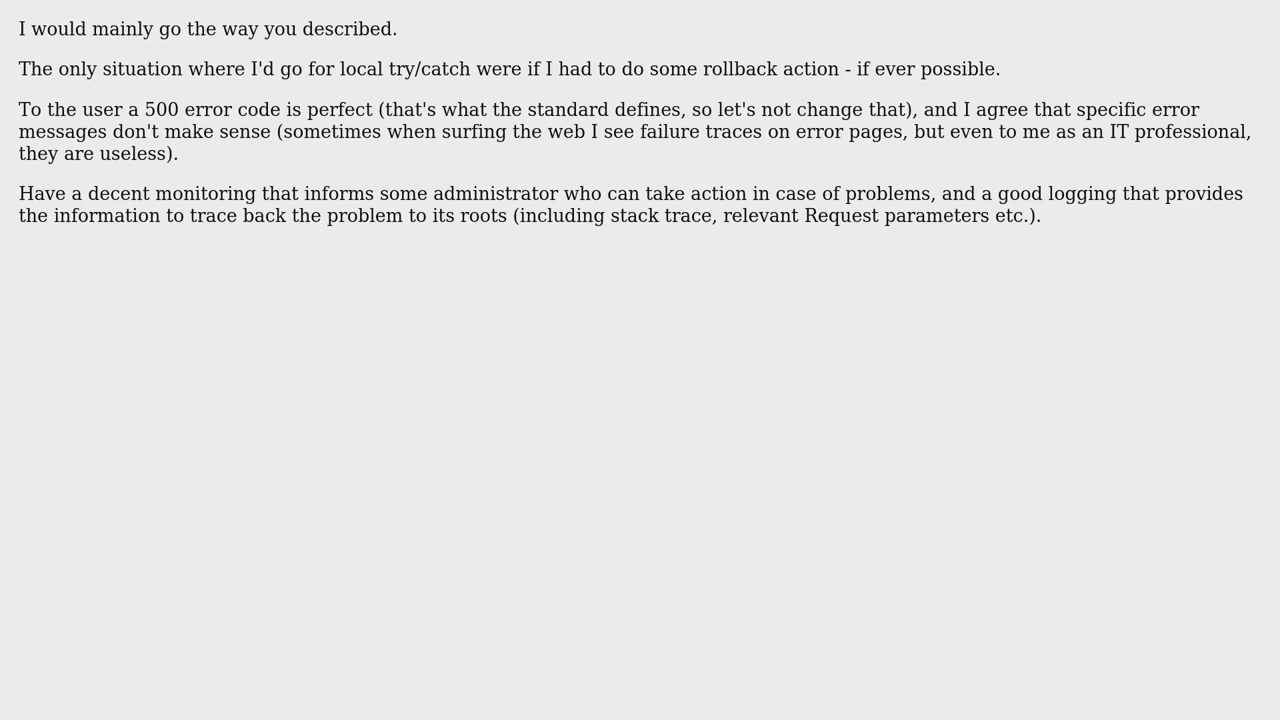 I would mainly go the way you described.
The only situation where I'd go for local try/catch were if I had to do some rollback action - if ever possible.
To the user a 500 error code is perfect (that's what the standard defines, so let's not change that), and I agree that specific error
messages don't make sense (sometimes when surfing the web I see failure traces on error pages, but even to me as an IT professional,
they are useless).
Have a decent monitoring that informs some administrator who can take action in case of problems, and a good logging that provides
the information to trace back the problem to its roots (including stack trace, relevant Request parameters etc.).